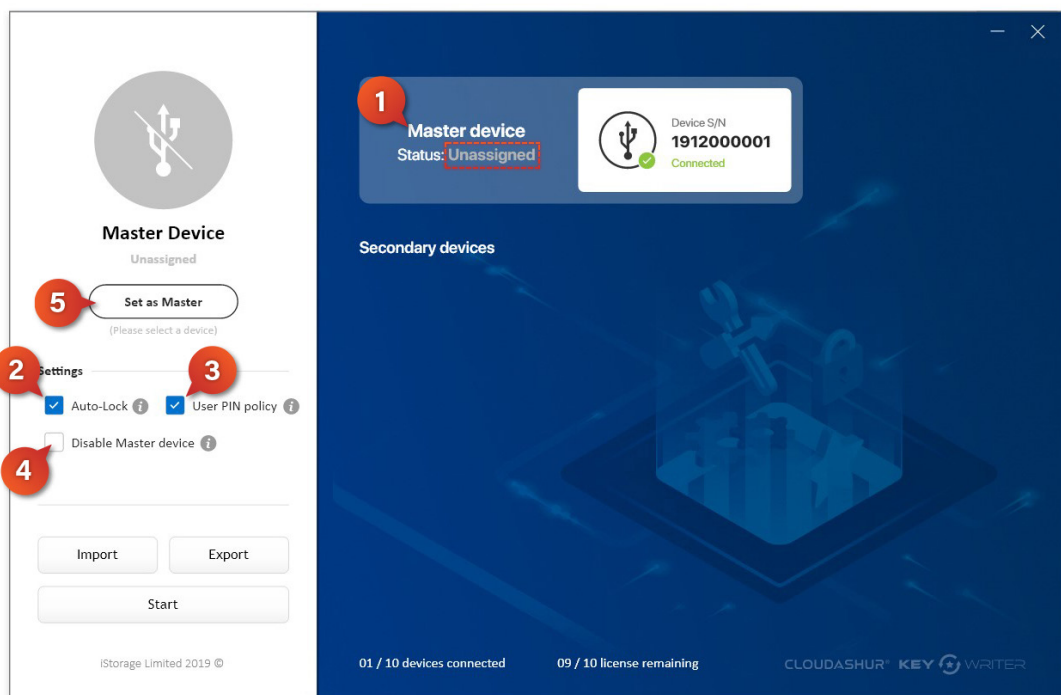 Master Device
Unassigned
5
Set as Master
(Please select a device)
2
Settings
3
Auto-Lock
User PIN policy
4
Disable Master device
Import
Export
Start
iStorage Limited 2019 ©
1
Master device
Status: Unassigned
Device S/N
1912000001
Connected
Secondary devices
01 / 10 devices connected
09 / 10 license remaining
CLOUDASHUR® KEY WRITER